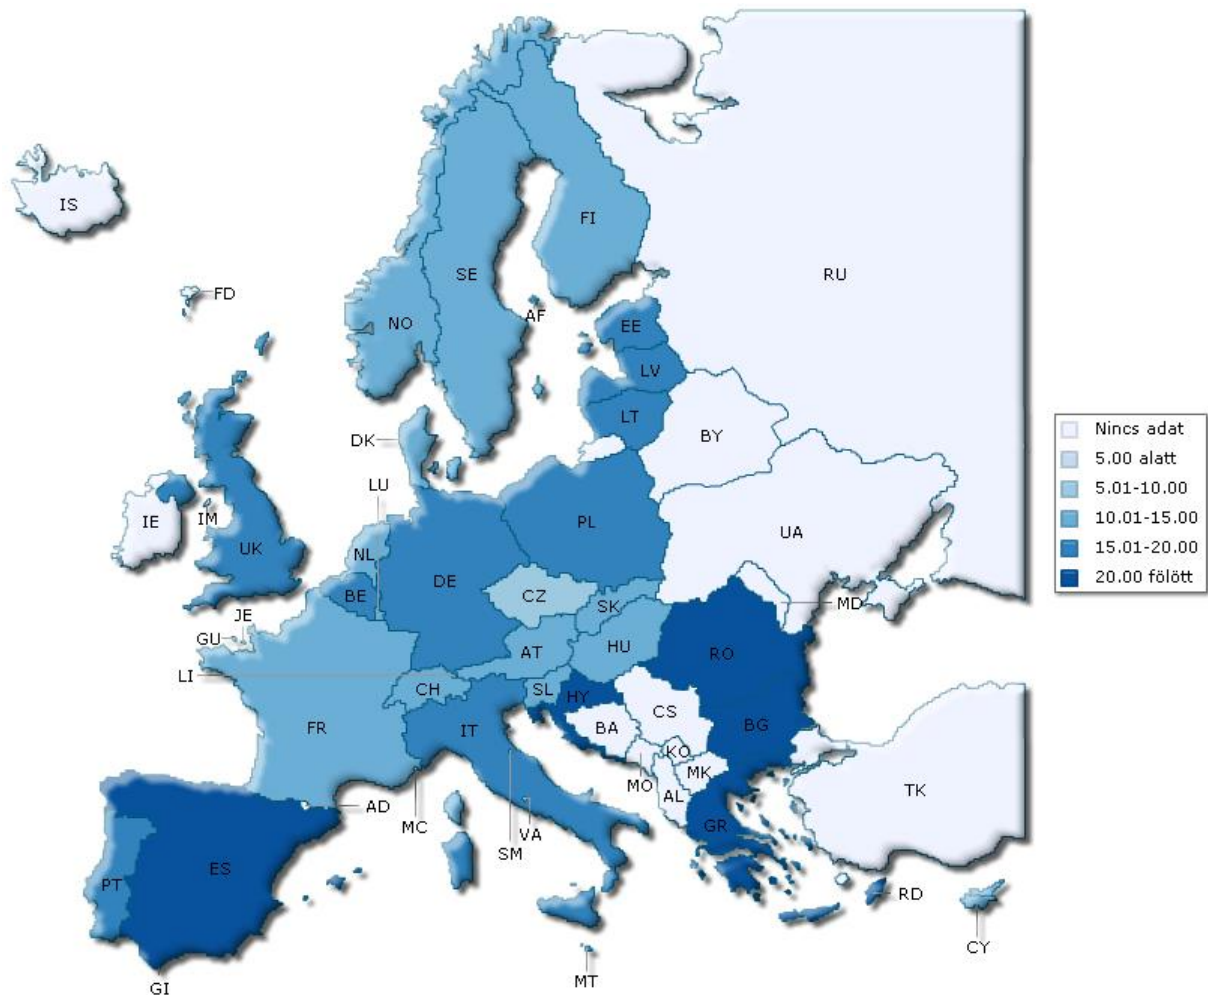 IS
FD
FI
SE
RU
NO
AF
EE
LV
LT
DK
BY
LU
IE
IM
UK
NL
BE
DE
PL
UA
JE
GU
CZ
SK
MD
LI
AT
HU
RO
CH
SL
HY
FR
IT
BA
CS
BG
KO
MO
MK
AL
TK
AD
MC
VA
SM
GR
PT
ES
RD
CY
GI
MT
Nincs adat
5.00 alatt
5.01-10.00
10.01-15.00
15.01-20.00
20.00 fölött